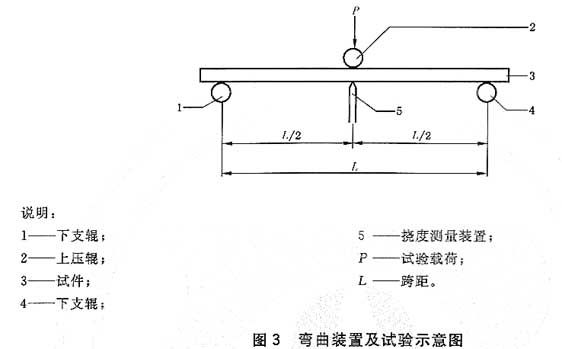 P
2
3
1
5
4
L/2
L/2
L
说明：
1——下支辊；
2——上压辊；
3——试件；
4——下支辊；
5——挠度测量装置；
P——试验载荷；
L——跨距。
图 3 弯曲装置及试验示意图